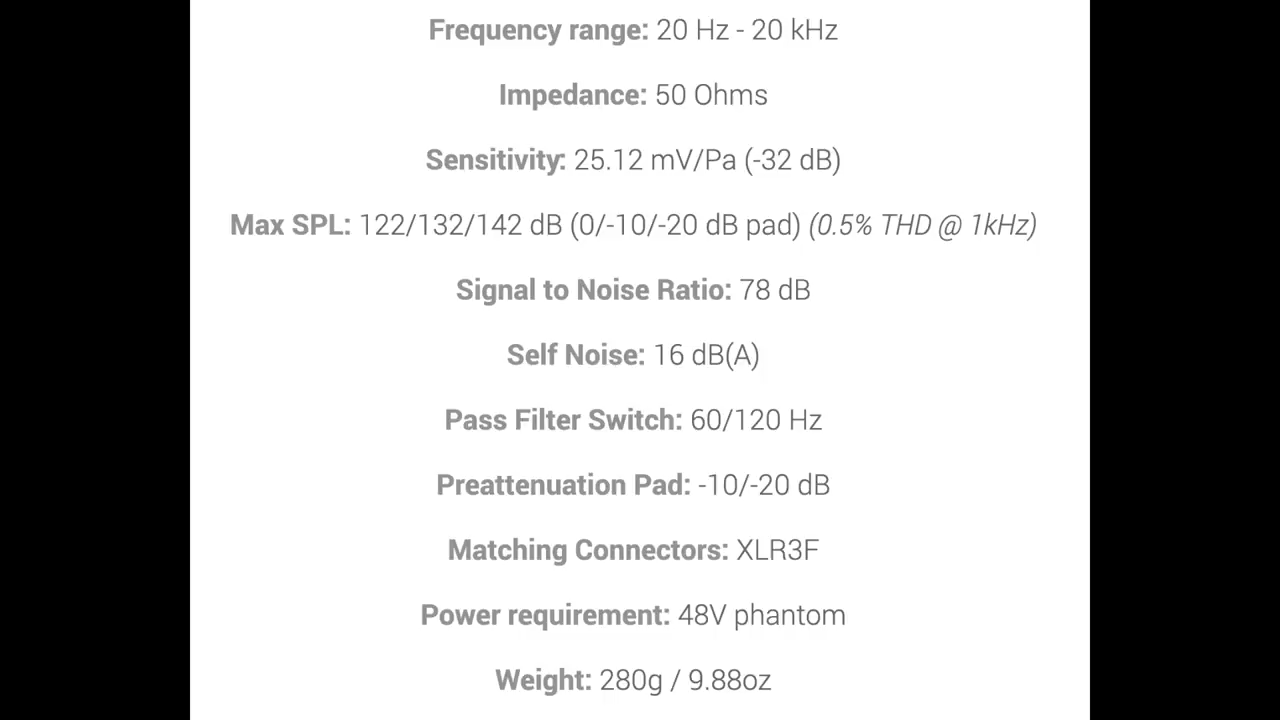 Frequency range: 20 Hz - 20 kHz
Impedance: 50 Ohms
Sensitivity: 25.12 mV/Pa (-32 dB)
Max SPL: 122/132/142 dB (0/-10/-20 dB pad) (0.5% THD @ 1kHz)
Signal to Noise Ratio: 78 dB
Self Noise: 16 dB(A)
Pass Filter Switch: 60/120 Hz
Preattenuation Pad: -10/-20 dB
Matching Connectors: XLR3F
Power requirement: 48V phantom
Weight: 280g / 9.88oz